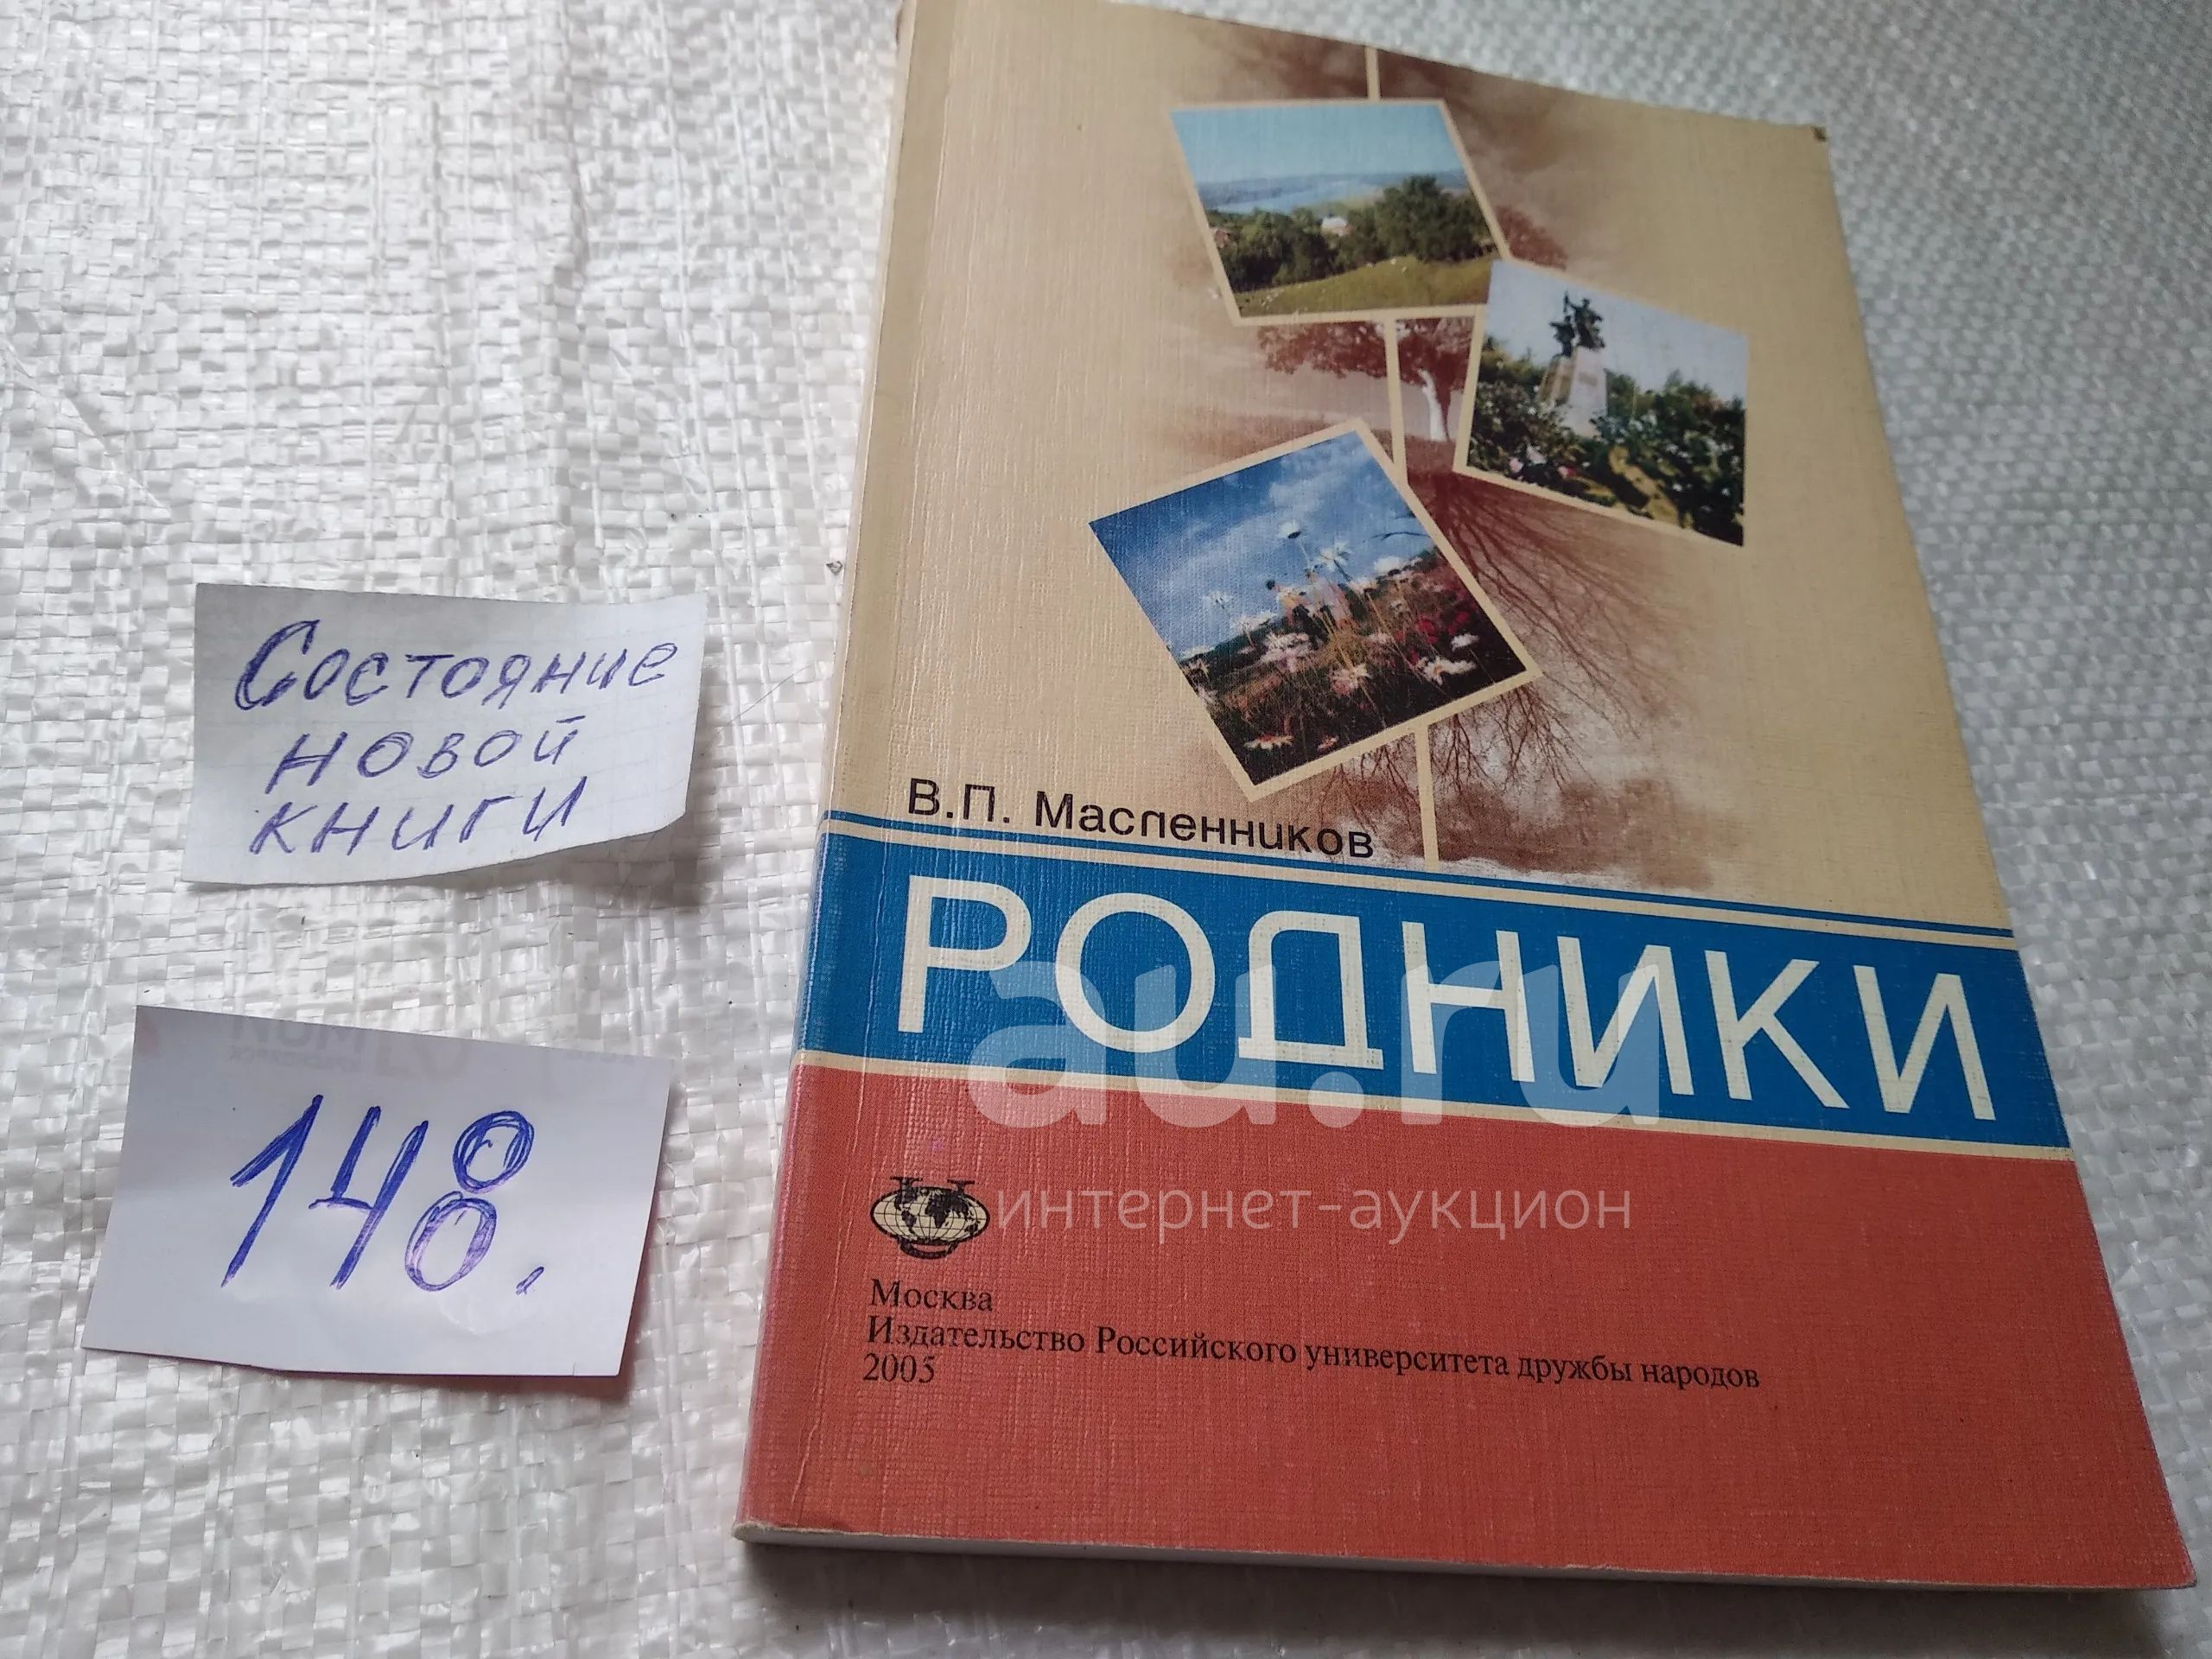 Состояние
новой
книги
148.
В.П. Масленников
РОДНИКИ
au.ru
интернет-аукцион
Москва
Издательство Российского университета дружбы народов
2005